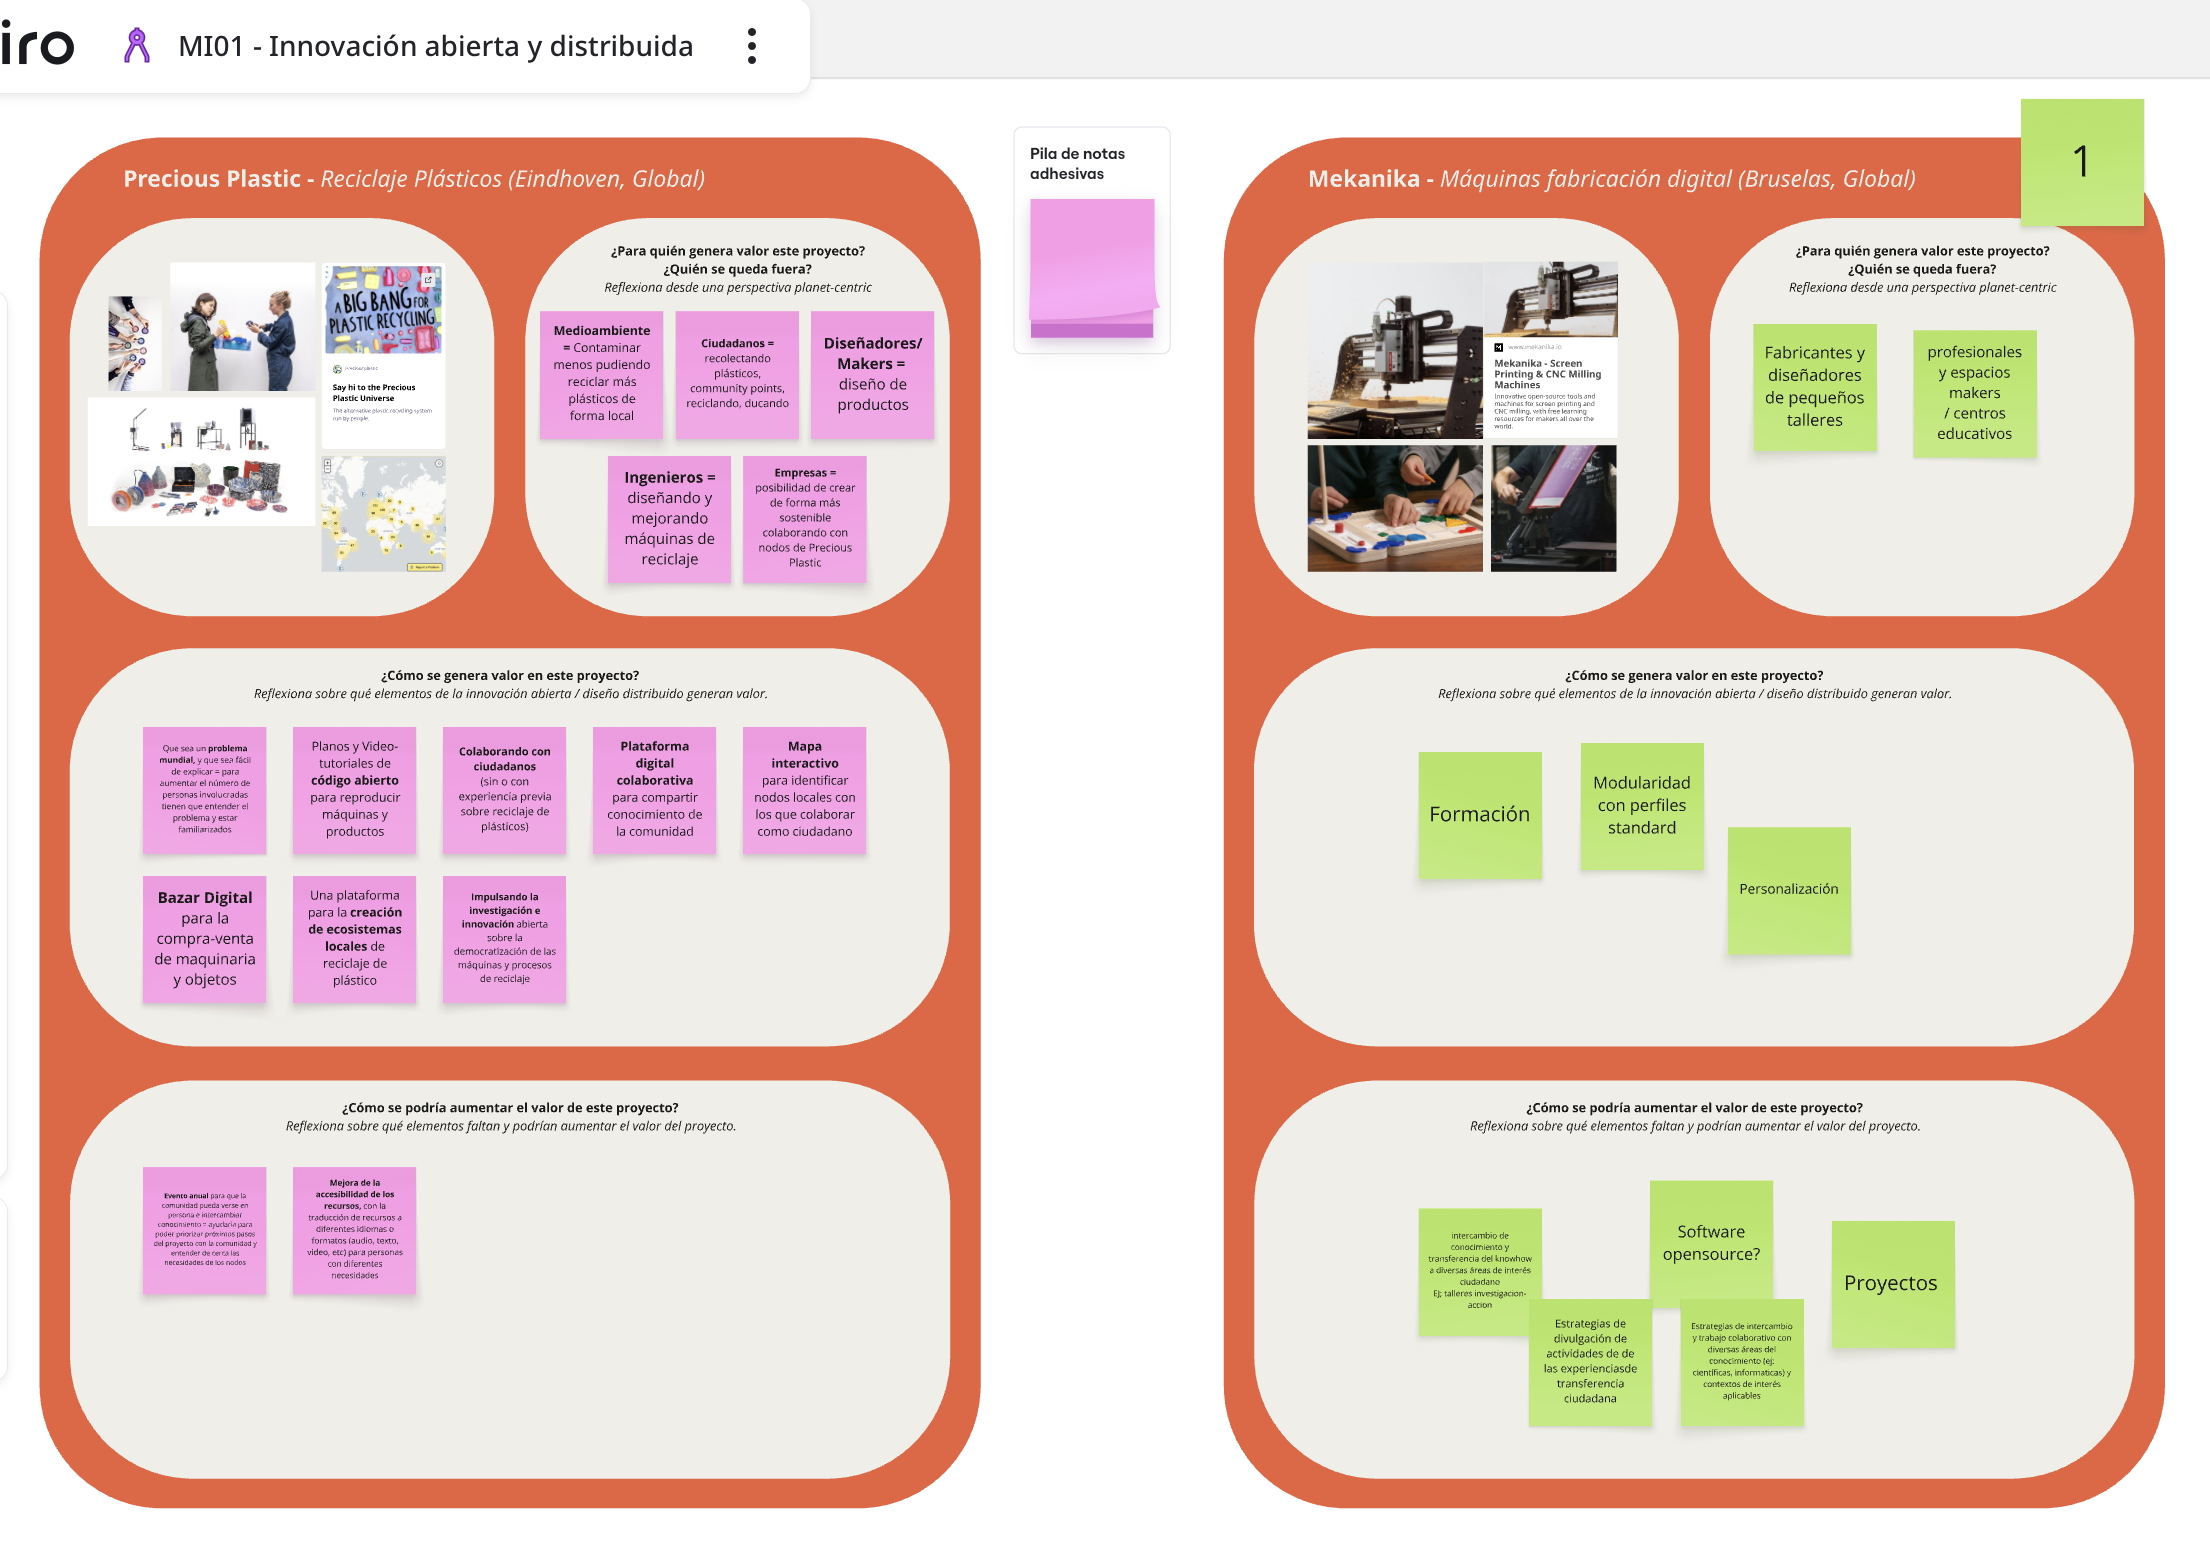 iro
MI01 - Innovación abierta y distribuida
Precious Plastic - Reciclaje Plásticos (Eindhoven, Global)
A BIG BANG FOR
PLASTIC RECYCLING
Say hi to the Precious
Plastic Universe
The alternative plastic recycling system
run by people.
¿Para quién genera valor este proyecto?
¿Quién se queda fuera?
Reflexiona desde una perspectiva planet-centric
Medioambiente
= Contaminar
menos pudiendo
reciclar más
plásticos de
forma local
Ciudadanos =
recolectando
plásticos,
community points,
reciclando, ducando
Diseñadores/
Makers =
diseño de
productos
Ingenieros =
diseñando y
mejorando
máquinas de
reciclaje
Empresas =
posibilidad de crear
de forma más
sostenible
colaborando con
nodos de Precious
Plastic
¿Cómo se genera valor en este proyecto?
Reflexiona sobre qué elementos de la innovación abierta / diseño distribuido generan valor.
Que sea un problema
mundial, y que sea fácil
de explicar = para
aumentar el número de
personas involucradas
tienen que entender el
problema y estar
familiarizados
Planos y Video-
tutoriales de
código abierto
para reproducir
máquinas y
productos
Colaborando con
ciudadanos
(sin o con
experiencia previa
sobre reciclaje de
plásticos)
Plataforma
digital
colaborativa
para compartir
conocimiento de
la comunidad
Mapa
interactivo
para identificar
nodos locales con
los que colaborar
como ciudadano
Bazar Digital
para la
compra-venta
de maquinaria
y objetos
Una plataforma
para la creación
de ecosistemas
locales de
reciclaje de
plástico
Impulsando la
investigación e
innovación abierta
sobre la
democratización de las
máquinas y procesos
de reciclaje
¿Cómo se podría aumentar el valor de este proyecto?
Reflexiona sobre qué elementos faltan y podrían aumentar el valor del proyecto.
Evento anual para que la
comunidad pueda verse en
persona e intercambiar
conocimiento = ayudaría para
poder priorizar próximos pasos
del proyecto con la comunidad y
entender de cerca las
necesidades de los nodos
Mejora de la
accesibilidad de los
recursos, con la
traducción de recursos a
diferentes idiomas o
formatos (audio, texto,
video, etc) para personas
con diferentes
necesidades
Pila de notas
adhesivas
Mekanika - Máquinas fabricación digital (Bruselas, Global)
1
www.mekanika.io
Mekanika - Screen
Printing & CNC Milling
Machines
Innovative open-source tools and
machines for screen printing and
CNC milling, with free learning
resources for makers all over the
world.
¿Para quién genera valor este proyecto?
¿Quién se queda fuera?
Reflexiona desde una perspectiva planet-centric
Fabricantes y
diseñadores
de pequeños
talleres
profesionales
y espacios
makers
/ centros
educativos
¿Cómo se genera valor en este proyecto?
Reflexiona sobre qué elementos de la innovación abierta / diseño distribuido generan valor.
Formación
Modularidad
con perfiles
standard
Personalización
¿Cómo se podría aumentar el valor de este proyecto?
Reflexiona sobre qué elementos faltan y podrían aumentar el valor del proyecto.
intercambio de
conocimiento y
transferencia del knowhow
a diversas áreas de interés
ciudadano
Ej; talleres investigacion-
accion
Software
opensource?
Proyectos
Estrategias de
divulgación de
actividades de de
las experienciasde
transferencia
ciudadana
Estrategias de intercambio
y trabajo colaborativo con
diversas áreas del
conocimiento (ej:
científicas, informaticas) y
contextos de interés
aplicables